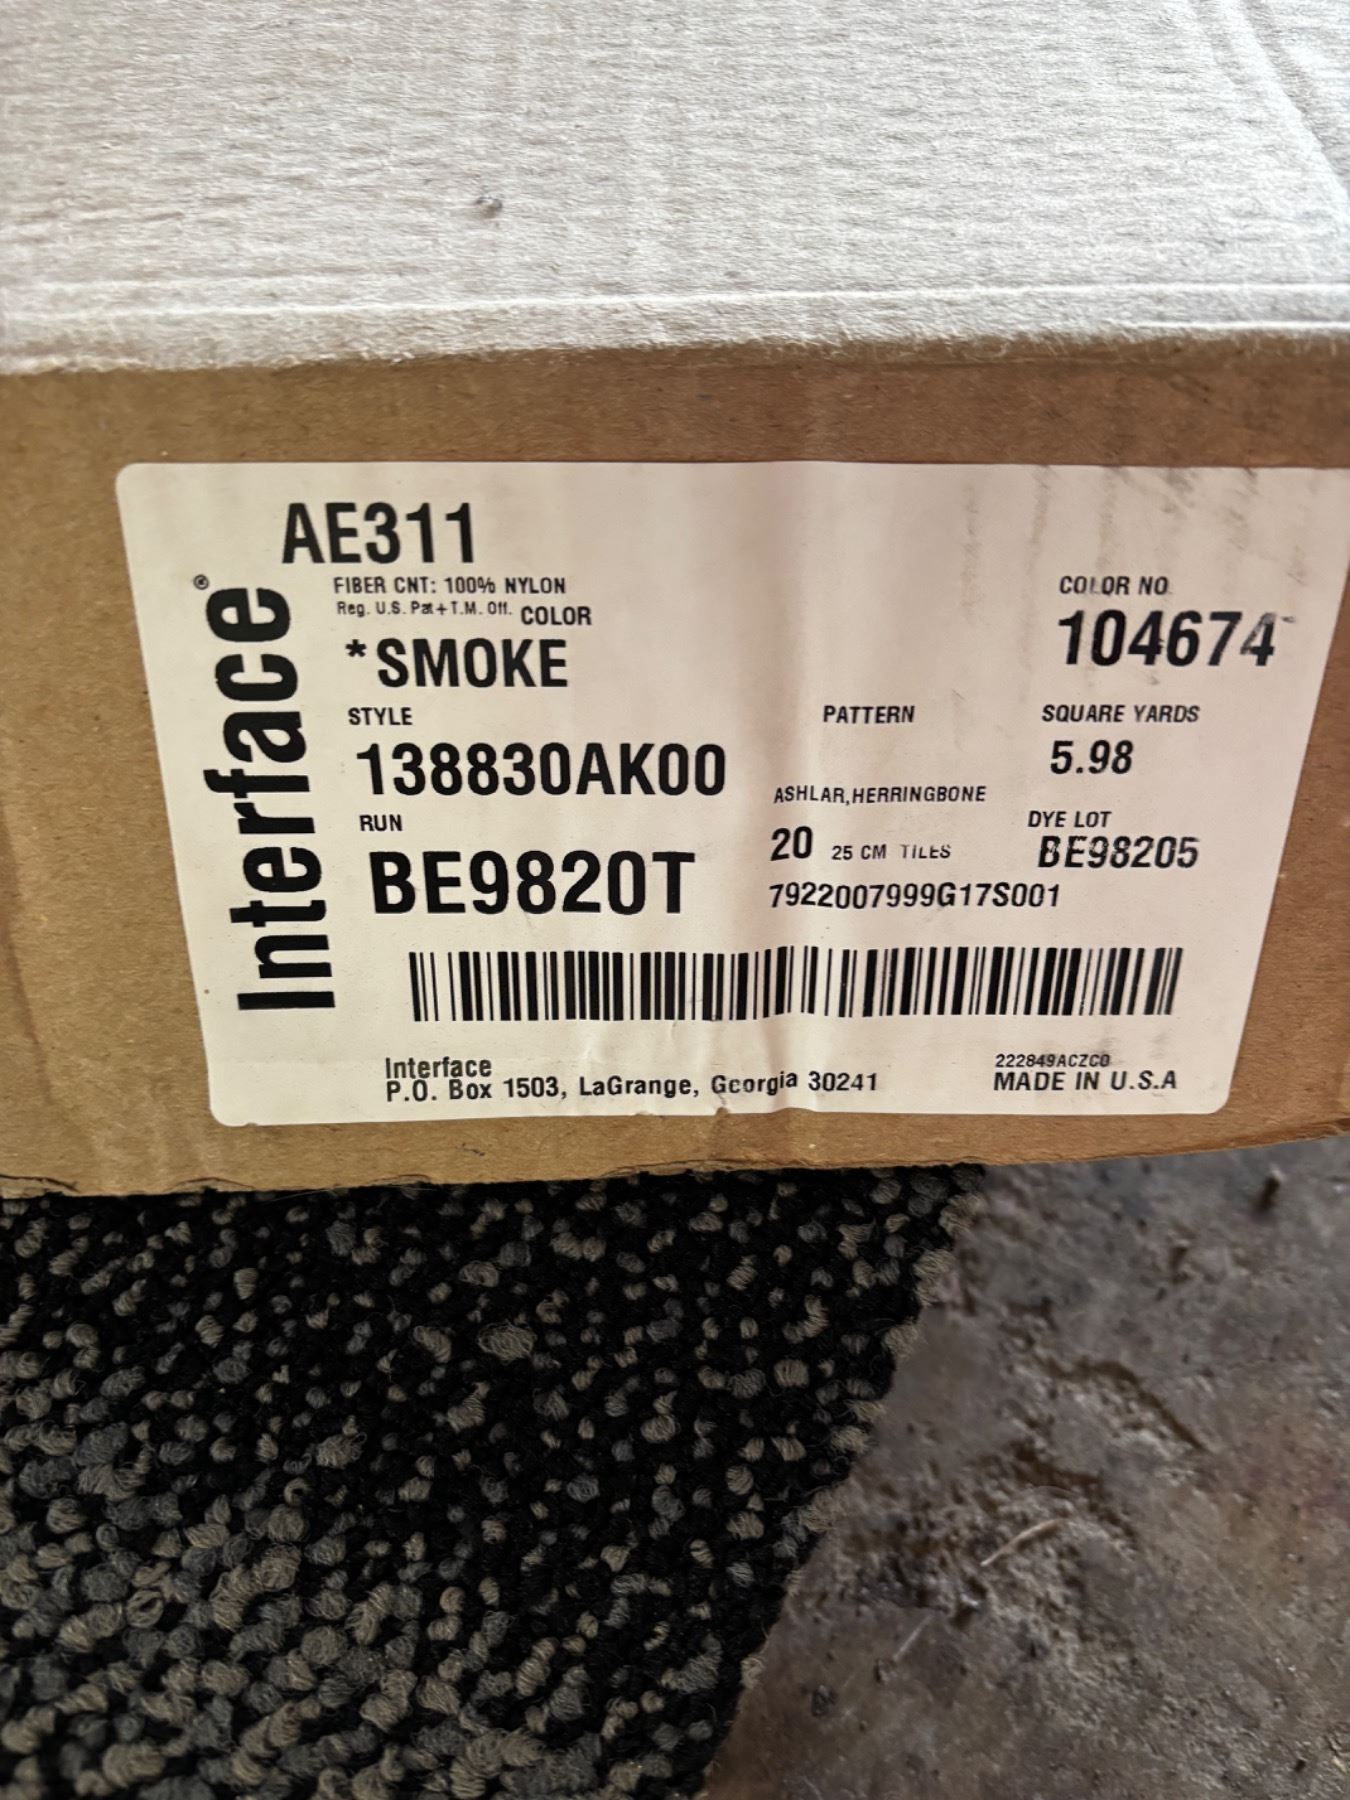 AE311
Interface®
FIBER CNT: 100% NYLON
Reg. U.S. Pat+T.M. Off. COLOR
*SMOKE
COLOR NO.
104674
STYLE
138830AK00
PATTERN
SQUARE YARDS
5.98
ASHLAR,HERRINGBONE
RUN
BE9820T
20 25 CM TILES
DYE LOT
BE98205
7922007999G17S001
Interface
P.O. Box 1503, LaGrange, Georgia 30241
222849ACZC0
MADE IN U.S.A